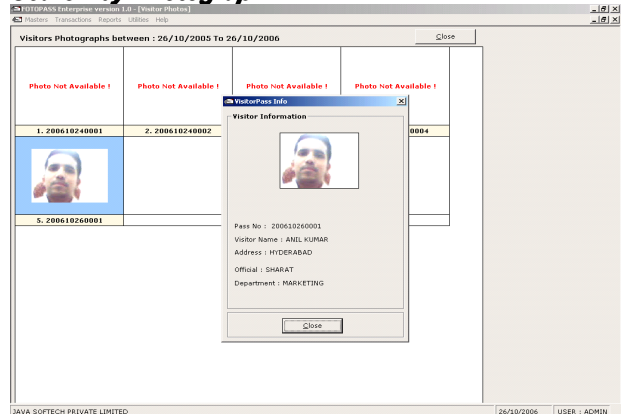 FOTOPASS Enterprise version 1.0 - [Visitor Photos]
Masters Transactions Reports Utilities Help
Visitors Photographs between : 26/10/2005 To 26/10/2006
Close
Photo Not Available ! Photo Not Available ! Photo Not Available ! Photo Not Available !
VisitorPass Info
Visitor Information
1. 200610240001 2. 200610240002 0004
5. 200610260001
Pass No : 200610260001
Visitor Name : ANIL KUMAR
Address : HYDERABAD
Official : SHARAT
Department : MARKETING
Close
JAVA SOFTECH PRIVATE LIMITED 26/10/2006 USER : ADMIN